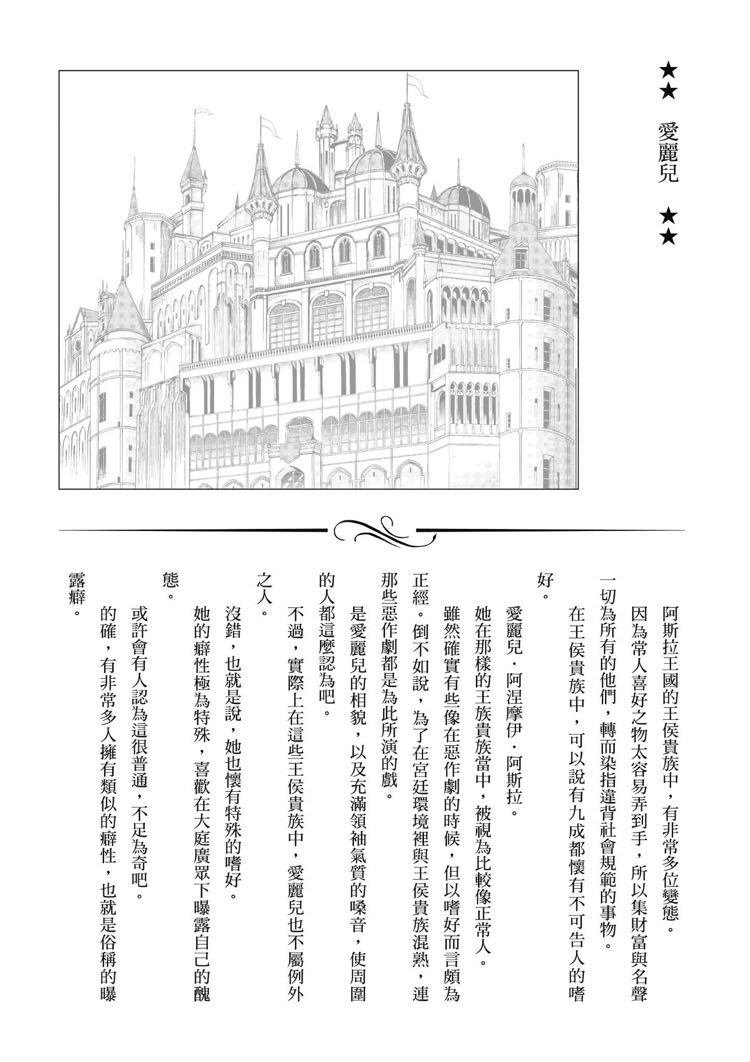 ★★　愛麗兒　★★
阿斯拉王國的王侯貴族中，有非常多位變態。
因為常人喜好之物太容易弄到手，所以集財富與名聲
一切為所有的他們，轉而染指違背社會規範的事物。
在王侯貴族中，可以說有九成都懷有不可告人的嗜
好。
愛麗兒．阿涅摩伊．阿斯拉。
她在那樣的王族貴族當中，被視為比較像正常人。
雖然確實有些像在惡作劇的時候，但以嗜好而言頗為
正經。倒不如說，為了在宮廷環境裡與王侯貴族混熟，連
那些惡作劇都是為此所演的戲。
是愛麗兒的相貌，以及充滿領袖氣質的嗓音，使周圍
的人都這麼認為吧。
不過，實際上在這些王侯貴族中，愛麗兒也不屬例外
之人。
沒錯，也就是說，她也懷有特殊的嗜好。
她的癖性極為特殊，喜歡在大庭廣眾下曝露自己的醜
態。
或許會有人認為這很普通，不足為奇吧。
的確，有非常多人擁有類似的癖性，也就是俗稱的曝
露癖。